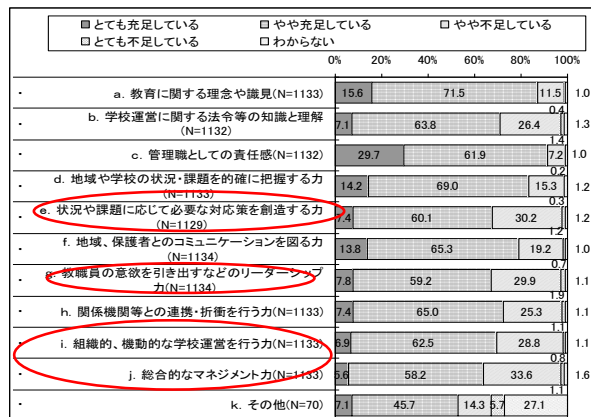 ■とても充足している □やや充足している □やや不足している
□とても不足している □わからない
0% 20% 40% 60% 80% 100%
・ a. 教育に関する理念や識見(N=1133) 15.6 71.5 11.5 1.0
0.4
・ b. 学校運営に関する法令等の知識と理解
(N=1132) 7.1 63.8 26.4 1.3
1.4
・ c. 管理職としての責任感(N=1132) 29.7 61.9 7.2 1.0
0.2
・ d. 地域や学校の状況・課題を的確に把握する力
(N=1133) 14.2 69.0 15.3 1.2
0.3
・ e. 状況や課題に応じて必要な対応策を創造する力
(N=1129) 7.4 60.1 30.2 1.2
1.2
・ f. 地域、保護者とのコミュニケーションを図る力
(N=1134) 13.8 65.3 19.2 1.0
0.7
・ g. 教職員の意欲を引き出すなどのリーダーシップ
力(N=1134) 7.8 59.2 29.9 1.1
1.9
・ h. 関係機関等との連携・折衝を行う力(N=1133) 7.4 65.0 25.3 1.1
1.1
・ i. 組織的、機動的な学校運営を行う力(N=1133) 6.9 62.5 28.8 1.1
0.8
・ j. 総合的なマネジメント力(N=1133) 5.6 58.2 33.6 1.6
1.1
k. その他(N=70) 7.1 45.7 14.3 5.7 27.1